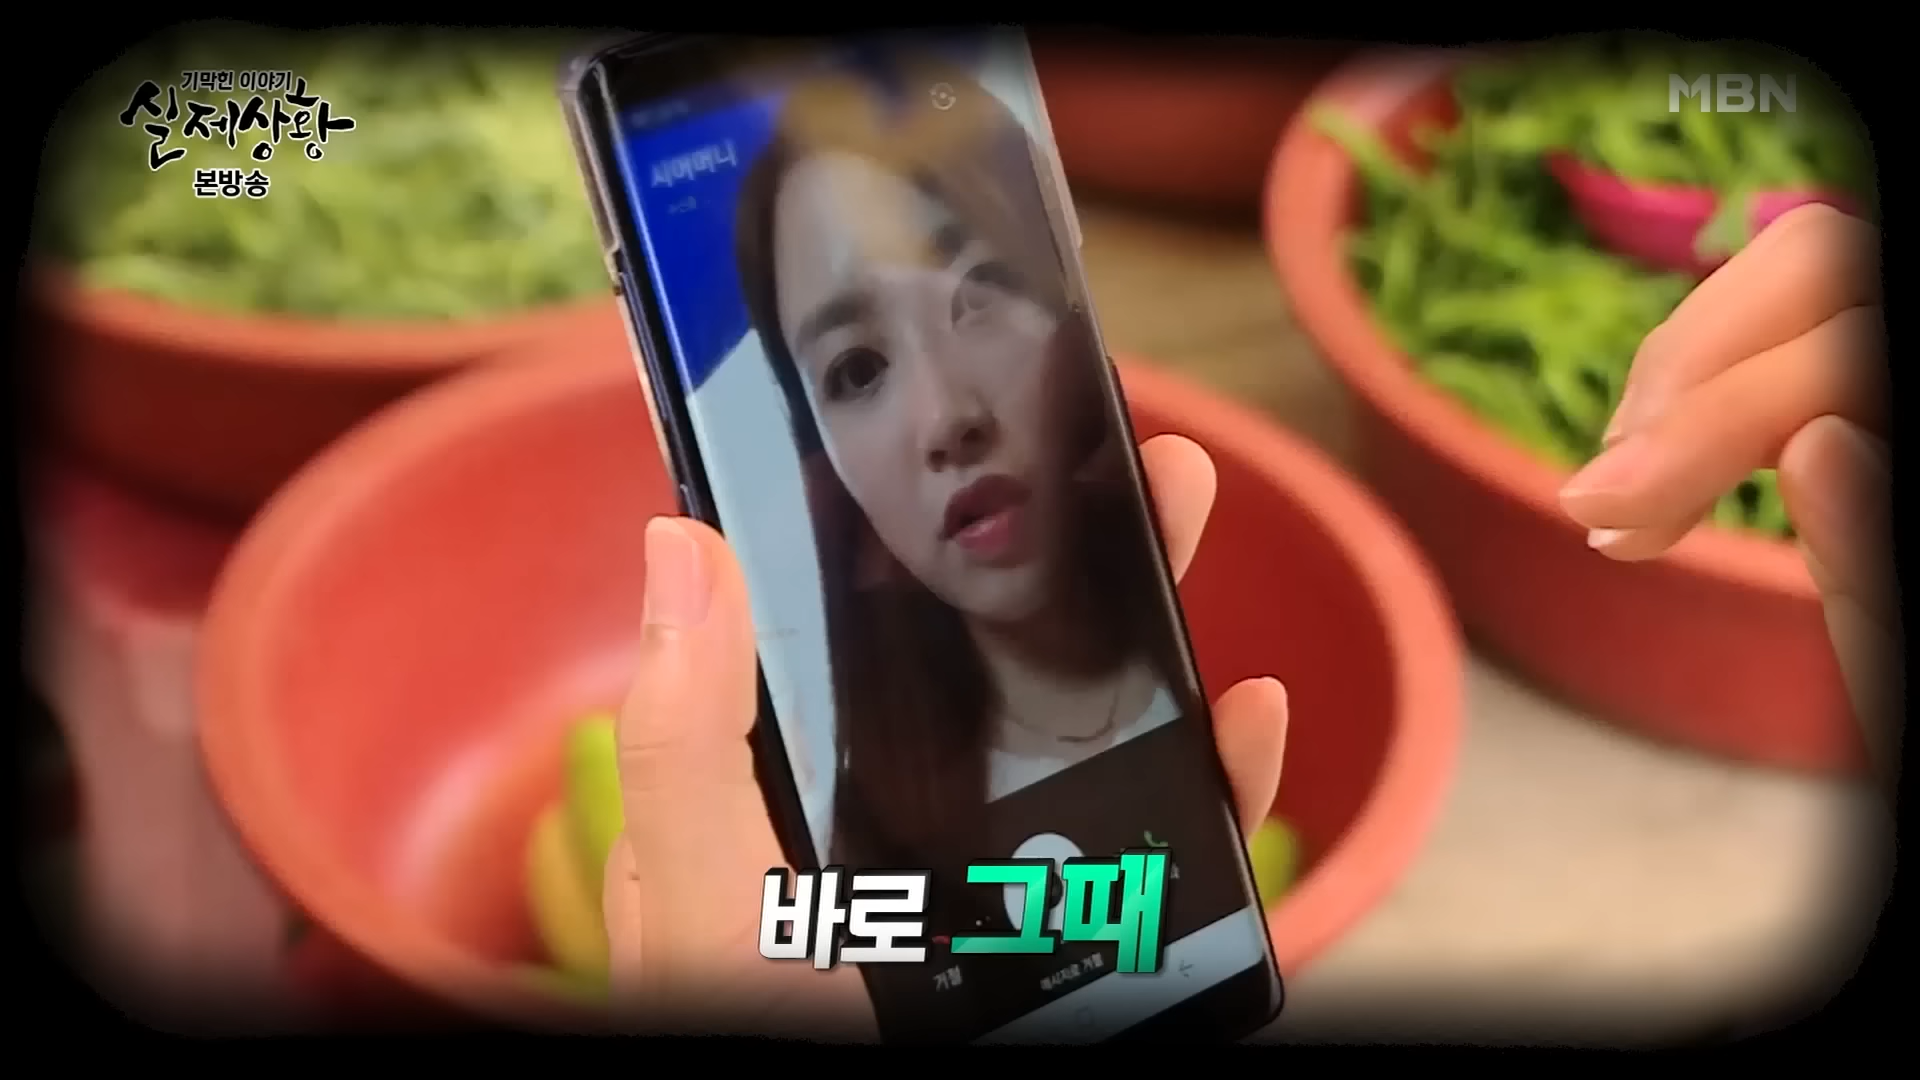 기막힌 이야기
실제상황
본방송
MBN
시어머니
바로 그때
거절
메시지로 거절